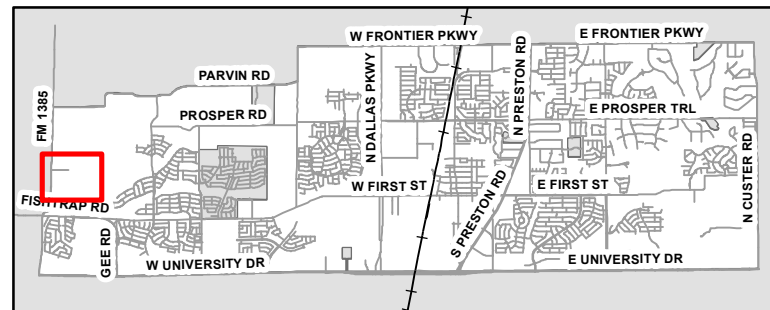 W FRONTIER PKWY
E FRONTIER PKWY
PARVIN RD
FM 1385
PROSPER RD
N DALLAS PKWY
N PRESTON RD
E PROSPER TRL
FISHTRAP RD
W FIRST ST
E FIRST ST
N CUSTER RD
GEE RD
W UNIVERSITY DR
S PRESTON RD
E UNIVERSITY DR